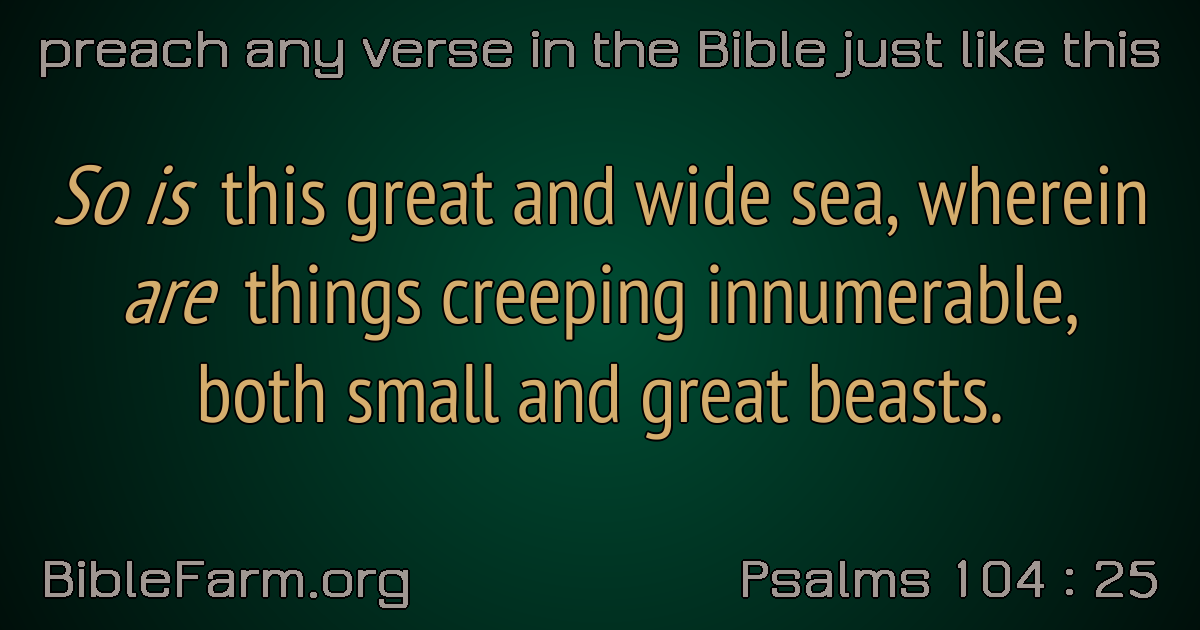 preach any verse in the Bible just like this
So is this great and wide sea, wherein
are things creeping innumerable,
both small and great beasts.
BibleFarm.org
Psalms 104 : 25